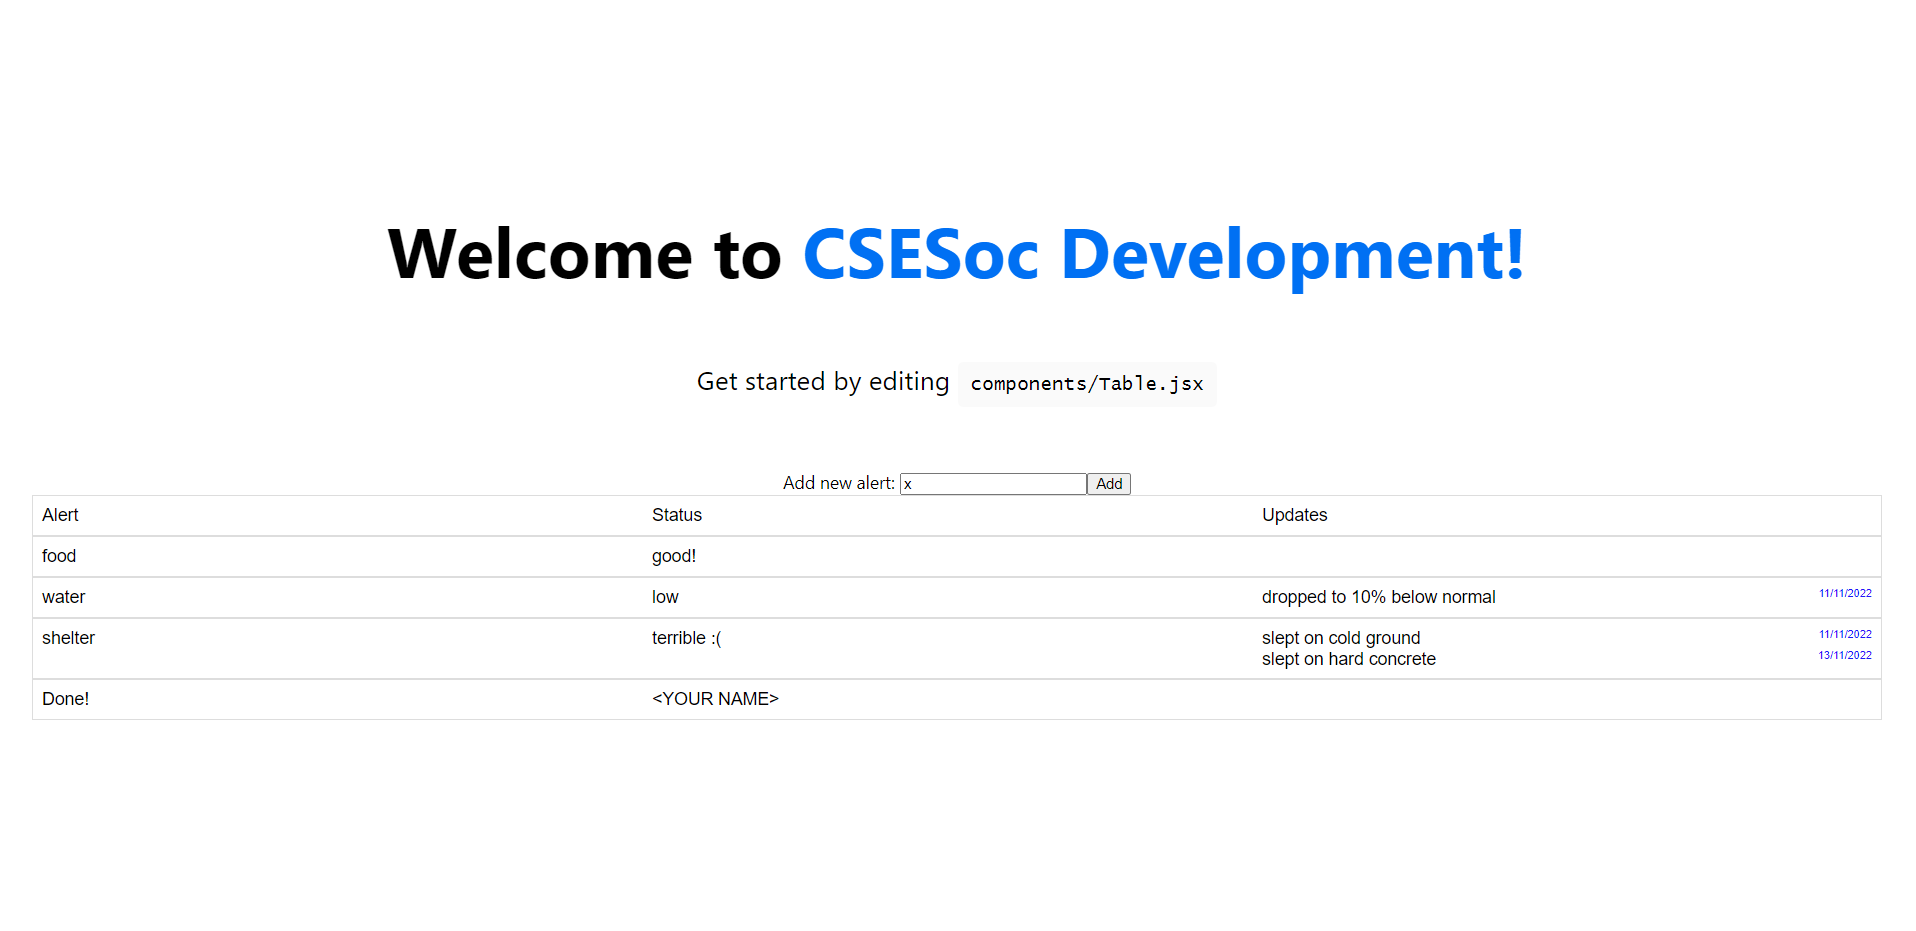 Welcome to CSESoc Development!
Get started by editing components/Table.jsx
Add new alert: x Add
Alert Status Updates
food good!
water low dropped to 10% below normal 11/11/2022
shelter terrible :( slept on cold ground 11/11/2022
slept on hard concrete 13/11/2022
Done! <YOUR NAME>